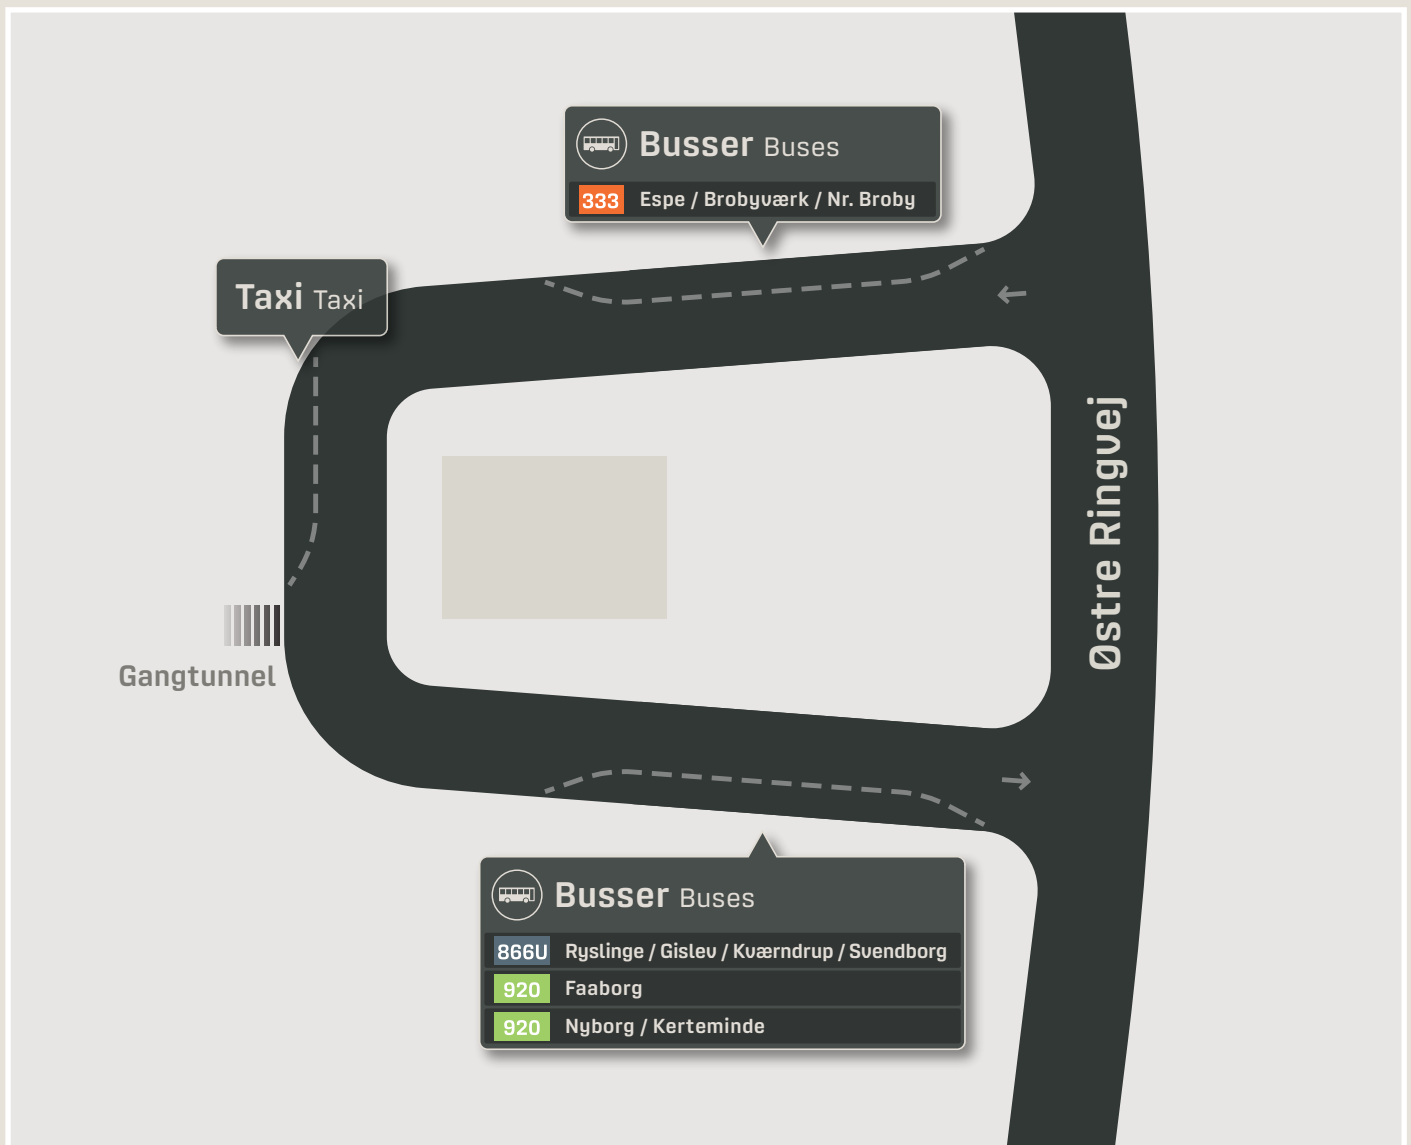 Busser Buses
333 Espe / Brobyværk / Nr. Broby
Taxi Taxi
Østre Ringvej
Gangtunnel
Busser Buses
866U Ryslinge / Gislev / Kværndrup / Svendborg
920 Faaborg
920 Nyborg / Kerteminde